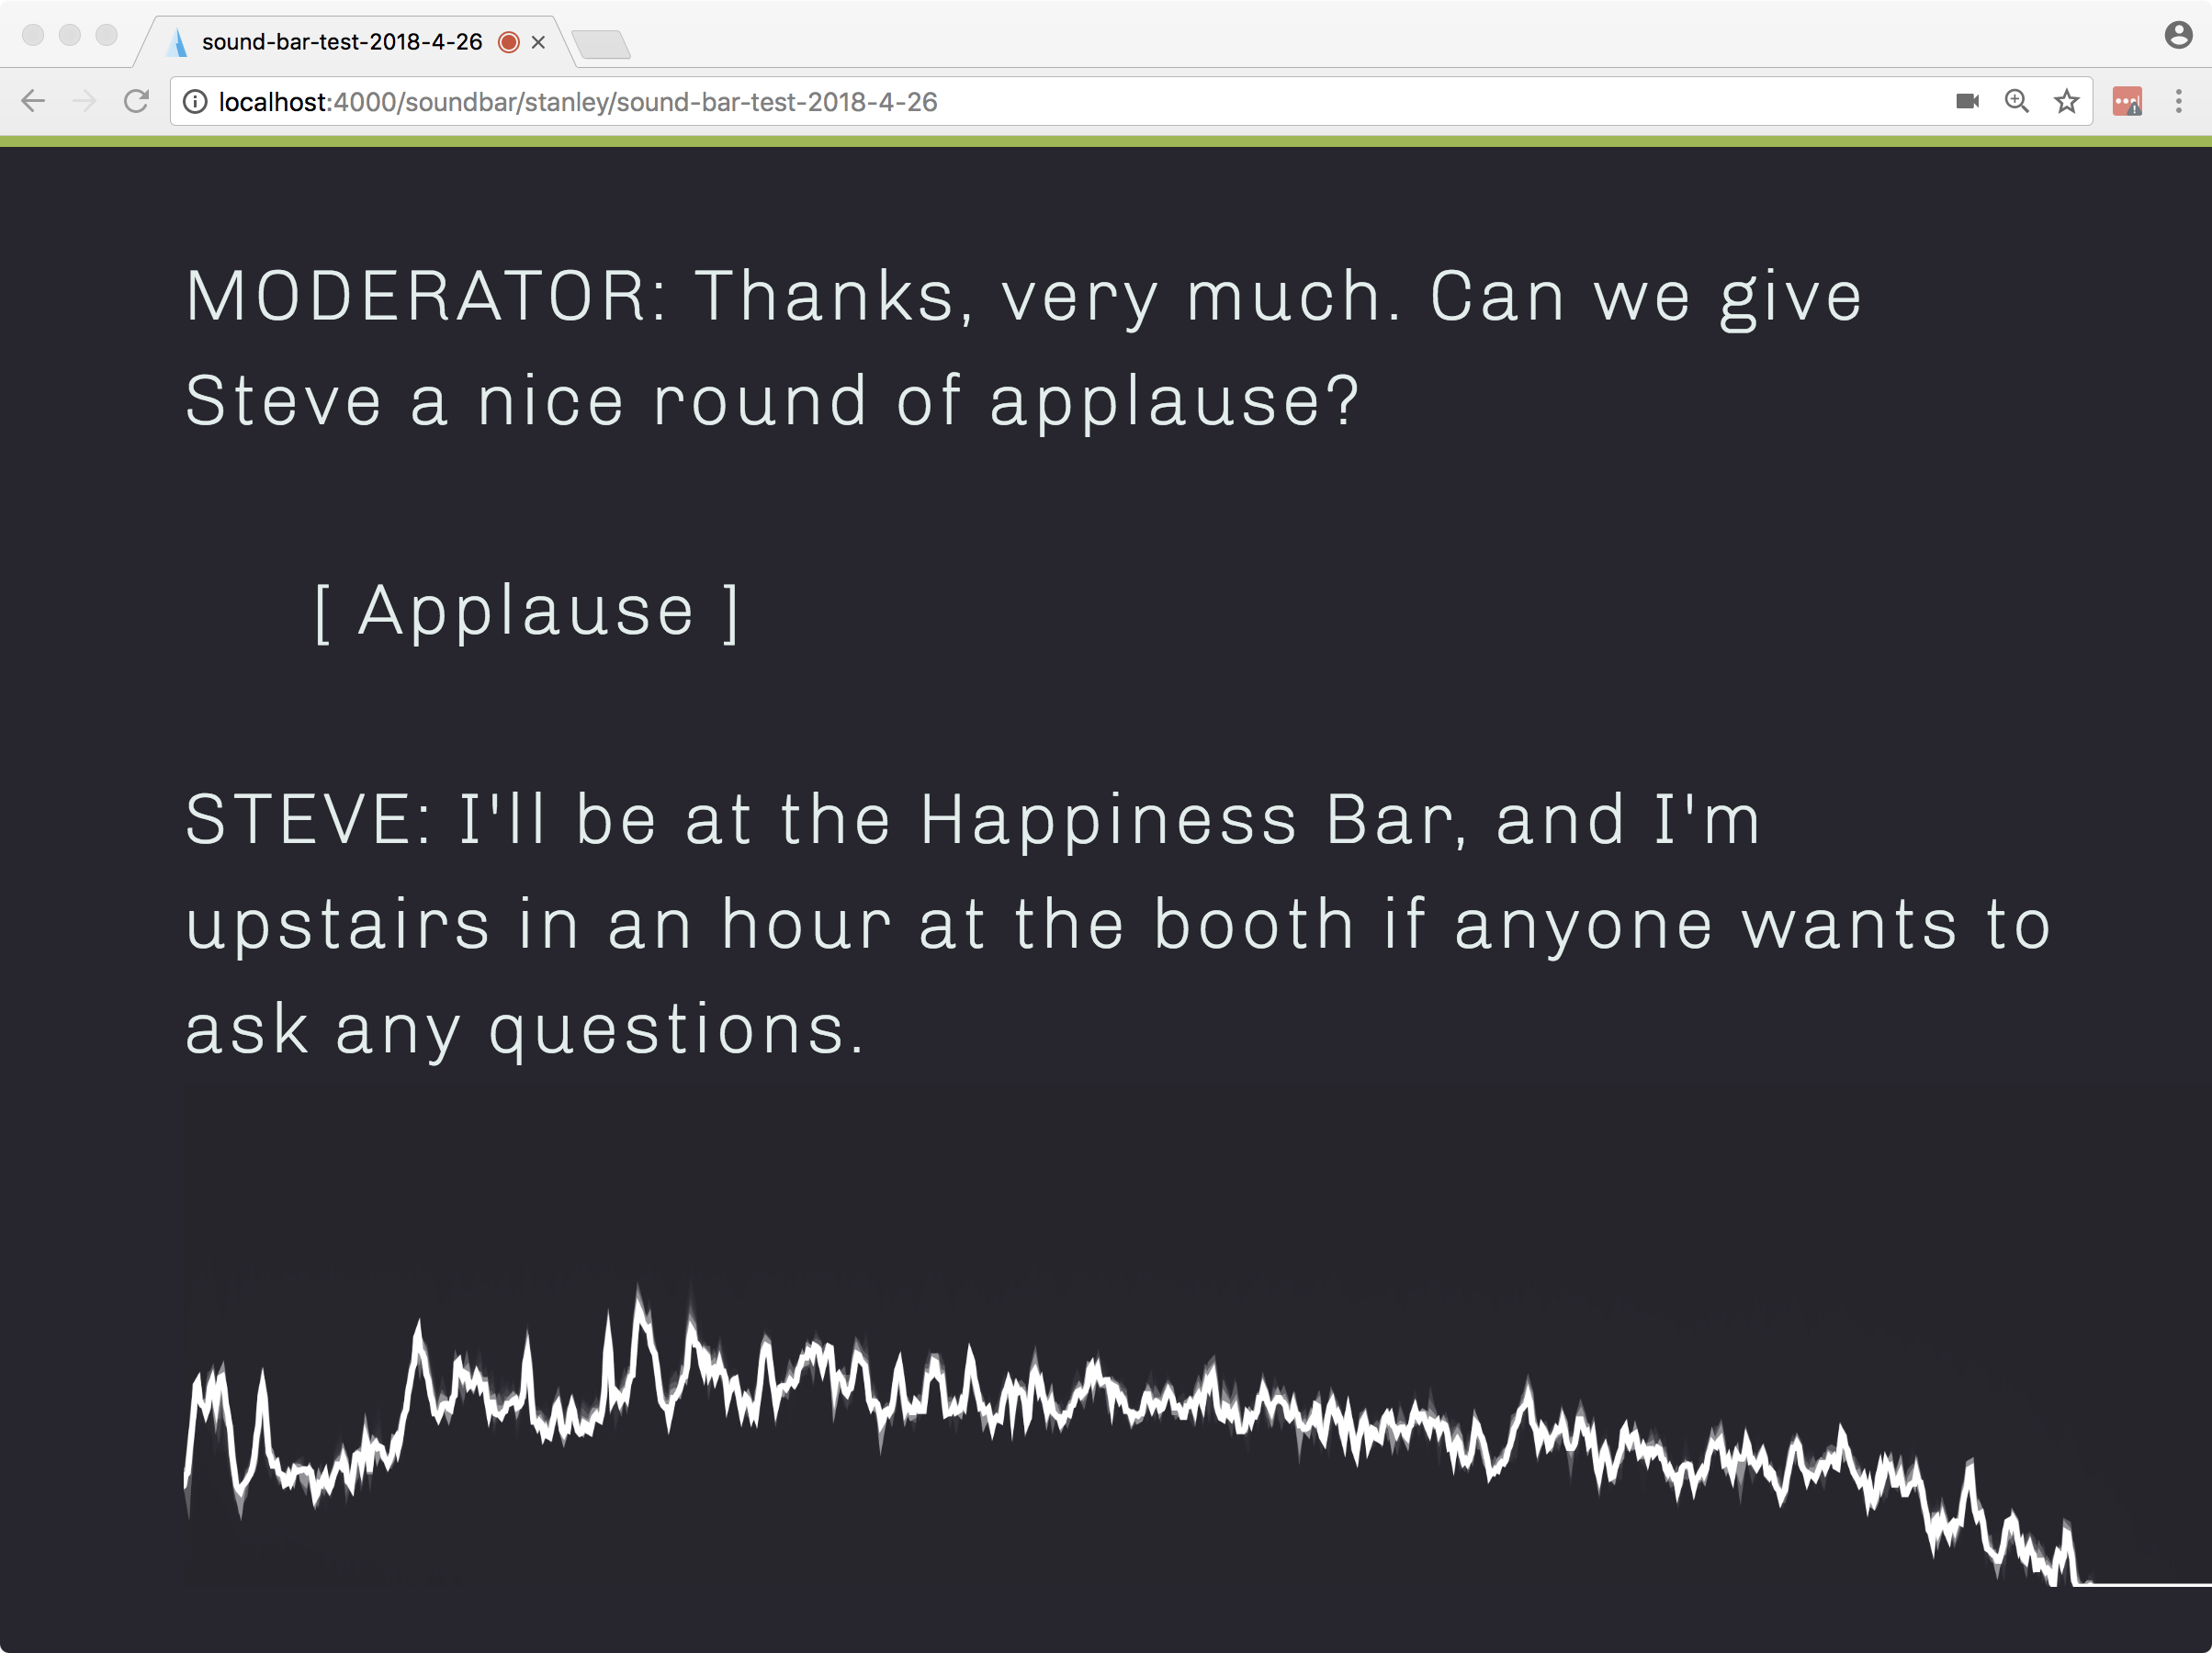 sound-bar-test-2018-4-26
localhost:4000/soundbar/stanley/sound-bar-test-2018-4-26
MODERATOR: Thanks, very much. Can we give
Steve a nice round of applause?
[ Applause ]
STEVE: I'll be at the Happiness Bar, and I'm
upstairs in an hour at the booth if anyone wants to
ask any questions.